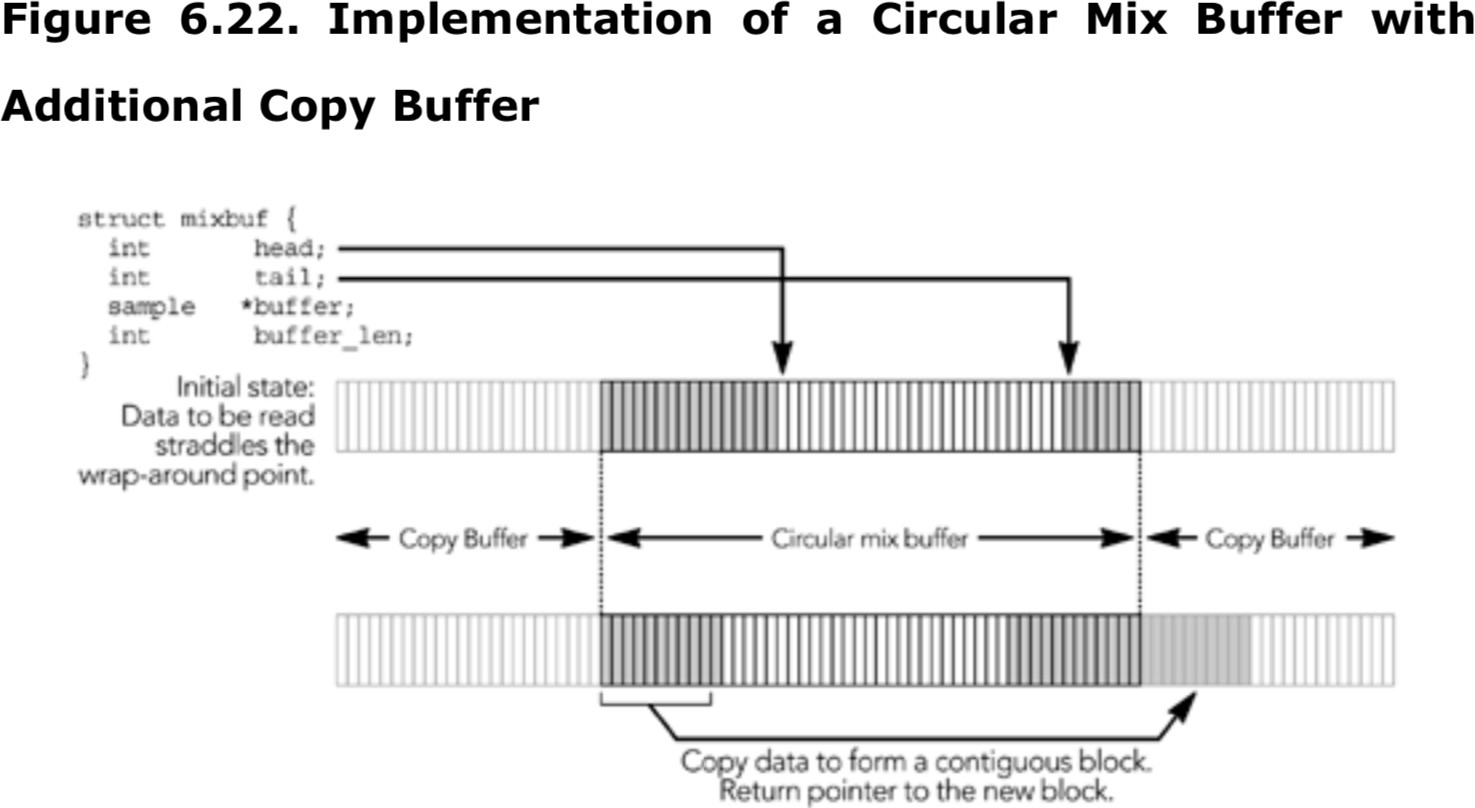 Figure 6.22. Implementation of a Circular Mix Buffer with
Additional Copy Buffer
struct mixbuf {
int head;
int tail;
sample *buffer;
int buffer_len;
}
Initial state:
Data to be read
straddles the
wrap-around point.
Copy Buffer
Circular mix buffer
Copy Buffer
Copy data to form a contiguous block.
Return pointer to the new block.